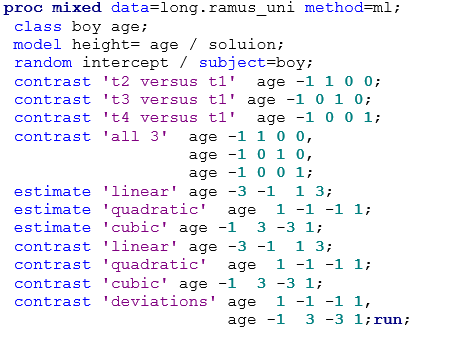 proc mixed data=long.ramus_uni method=ml;
class boy age;
model height= age / soluion;
random intercept / subject=boy;
contrast 't2 versus t1'  age -1 1 0 0;
contrast 't3 versus t1' age -1 0 1 0;
contrast 't4 versus t1'  age -1 0 0 1;
contrast 'all 3'  age -1 1 0 0,
age -1 0 1 0,
age -1 0 0 1;
estimate 'linear' age -3 -1  1 3;
estimate 'quadratic'  age  1 -1 -1 1;
estimate 'cubic' age -1  3 -3 1;
contrast 'linear' age -3 -1  1 3;
contrast 'quadratic'  age  1 -1 -1 1;
contrast 'cubic' age -1  3 -3 1;
contrast 'deviations' age  1 -1 -1 1,
age -1  3 -3 1;run;